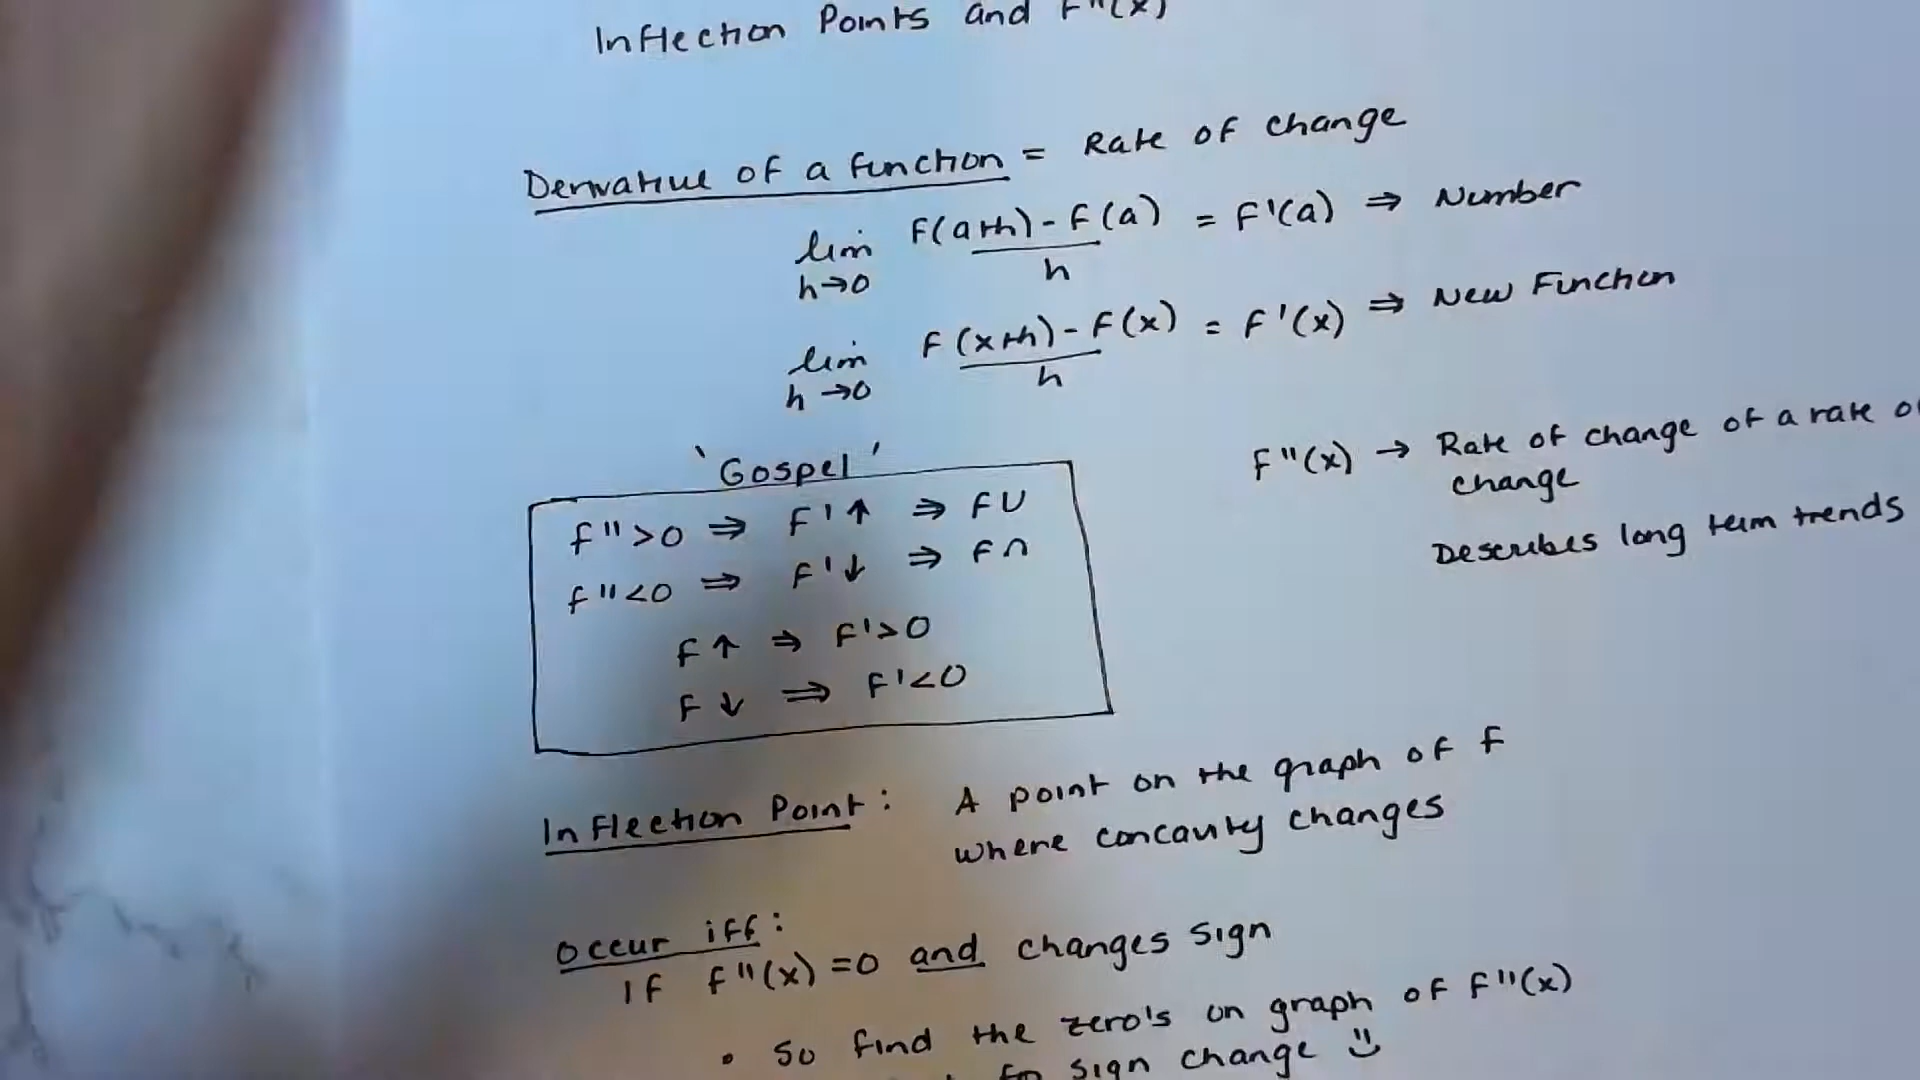 Inflection Points and F"(x)
Derivative of a function = Rate of change
lim h→0 F(a+h) - F(a) / h = F'(a) ⇒ Number
lim h→0 F(x+h) - F(x) / h = F'(x) ⇒ New Function
'Gospel'
f">0 ⇒ F'↑ ⇒ F∪
f"<0 ⇒ F'↓ ⇒ F∩
F↑ ⇒ F'>0
F↓ ⇒ F'<0
F"(x) → Rate of change of a rate of
change
Describes long term trends
Inflection Point: A point on the graph of F
where concavity changes
Occur iff:
If f"(x) =0 and changes sign
• So find the zero's on graph of F"(x)
for sign change